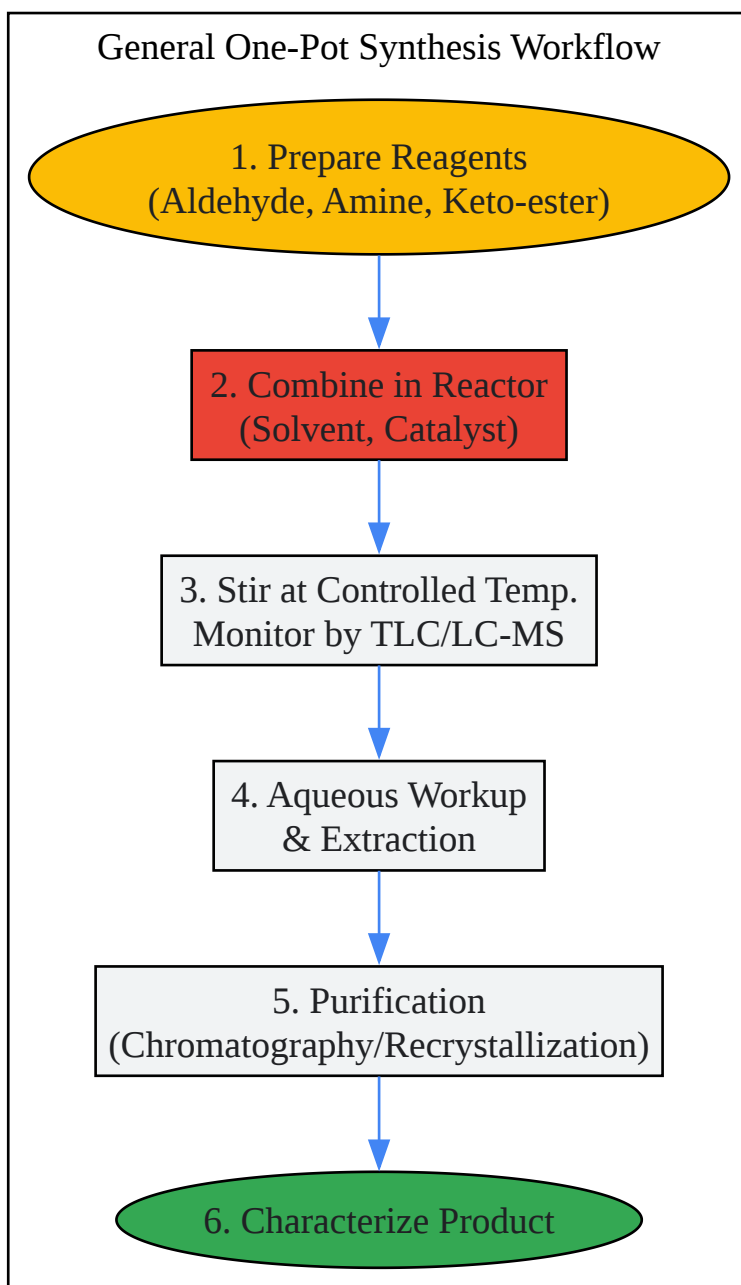 General One-Pot Synthesis Workflow
1. Prepare Reagents
(Aldehyde, Amine, Keto-ester)
2. Combine in Reactor
(Solvent, Catalyst)
3. Stir at Controlled Temp.
Monitor by TLC/LC-MS
4. Aqueous Workup
& Extraction
5. Purification
(Chromatography/Recrystallization)
6. Characterize Product